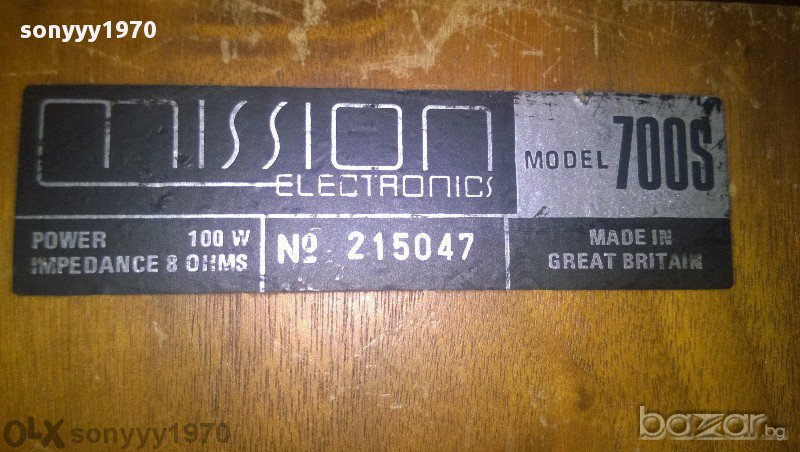 sonyyy1970
mission
ELECTRONICS
MODEL 700S
POWER 100 W
IMPEDANCE 8 OHMS
Nº 215047
MADE IN
GREAT BRITAIN
OLX sonyyy1970
bazar.bg